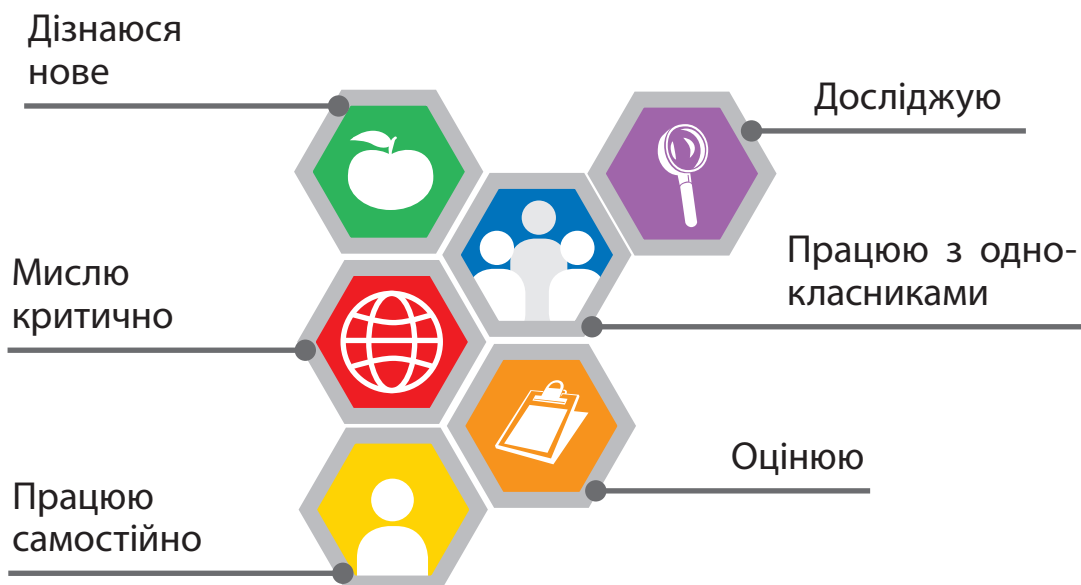 Дізнаюся
нове
Досліджую
Мислю
критично
Працюю з одно-
класниками
Працюю
самостійно
Оцінюю